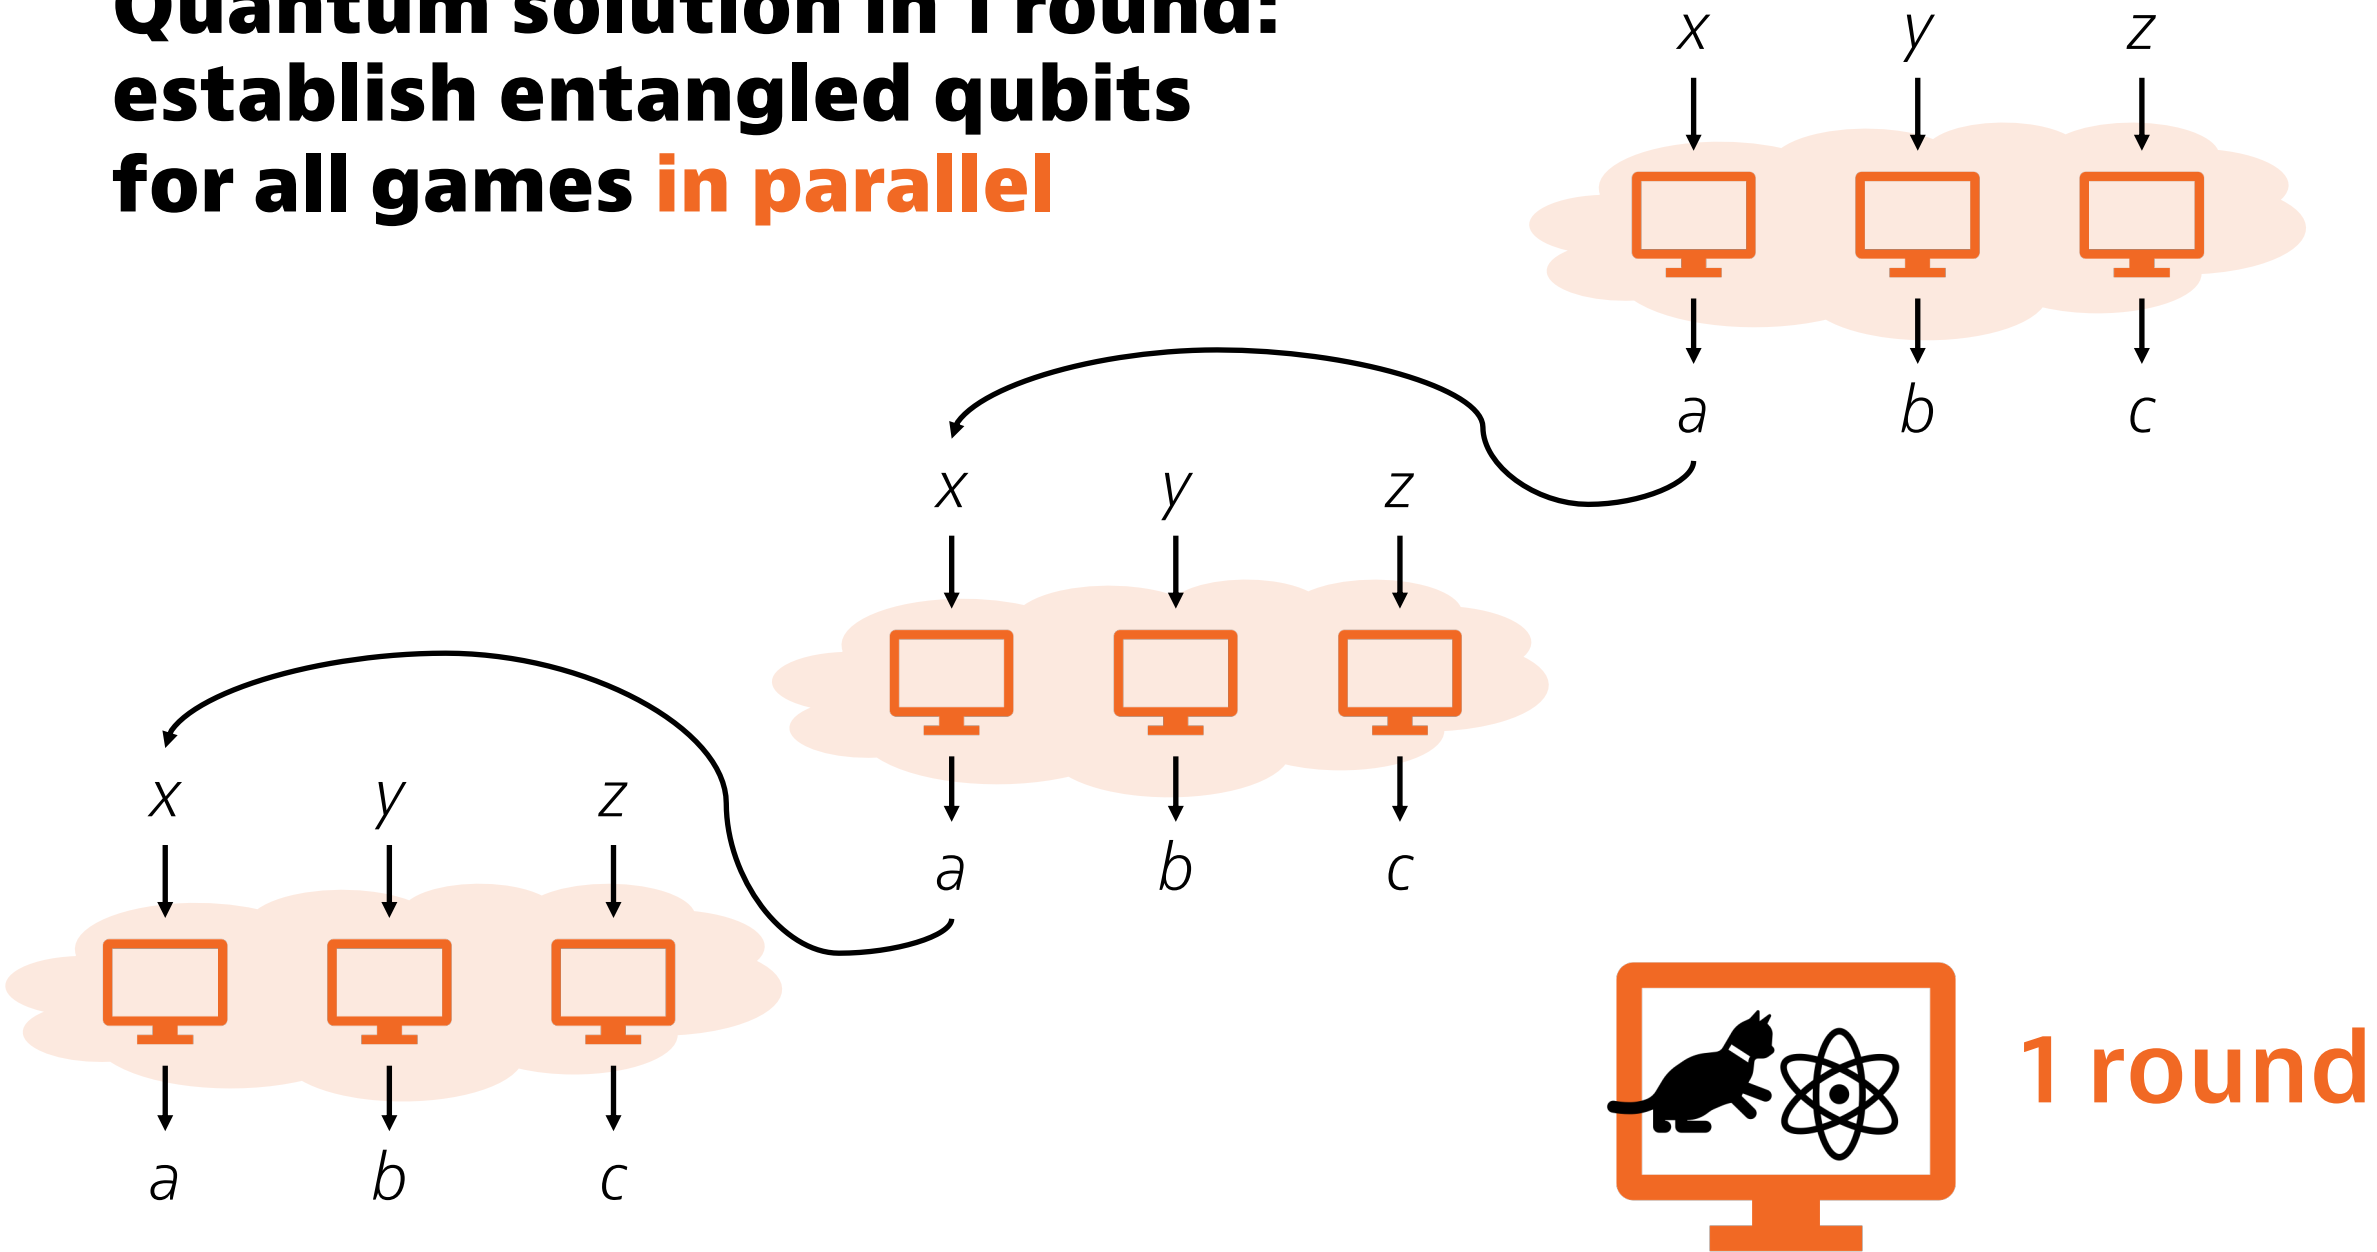 Quantum solution in 1 round:
establish entangled qubits
for all games in parallel
x y z
a b c
x y z
a b c
x y z
a b c
1 round